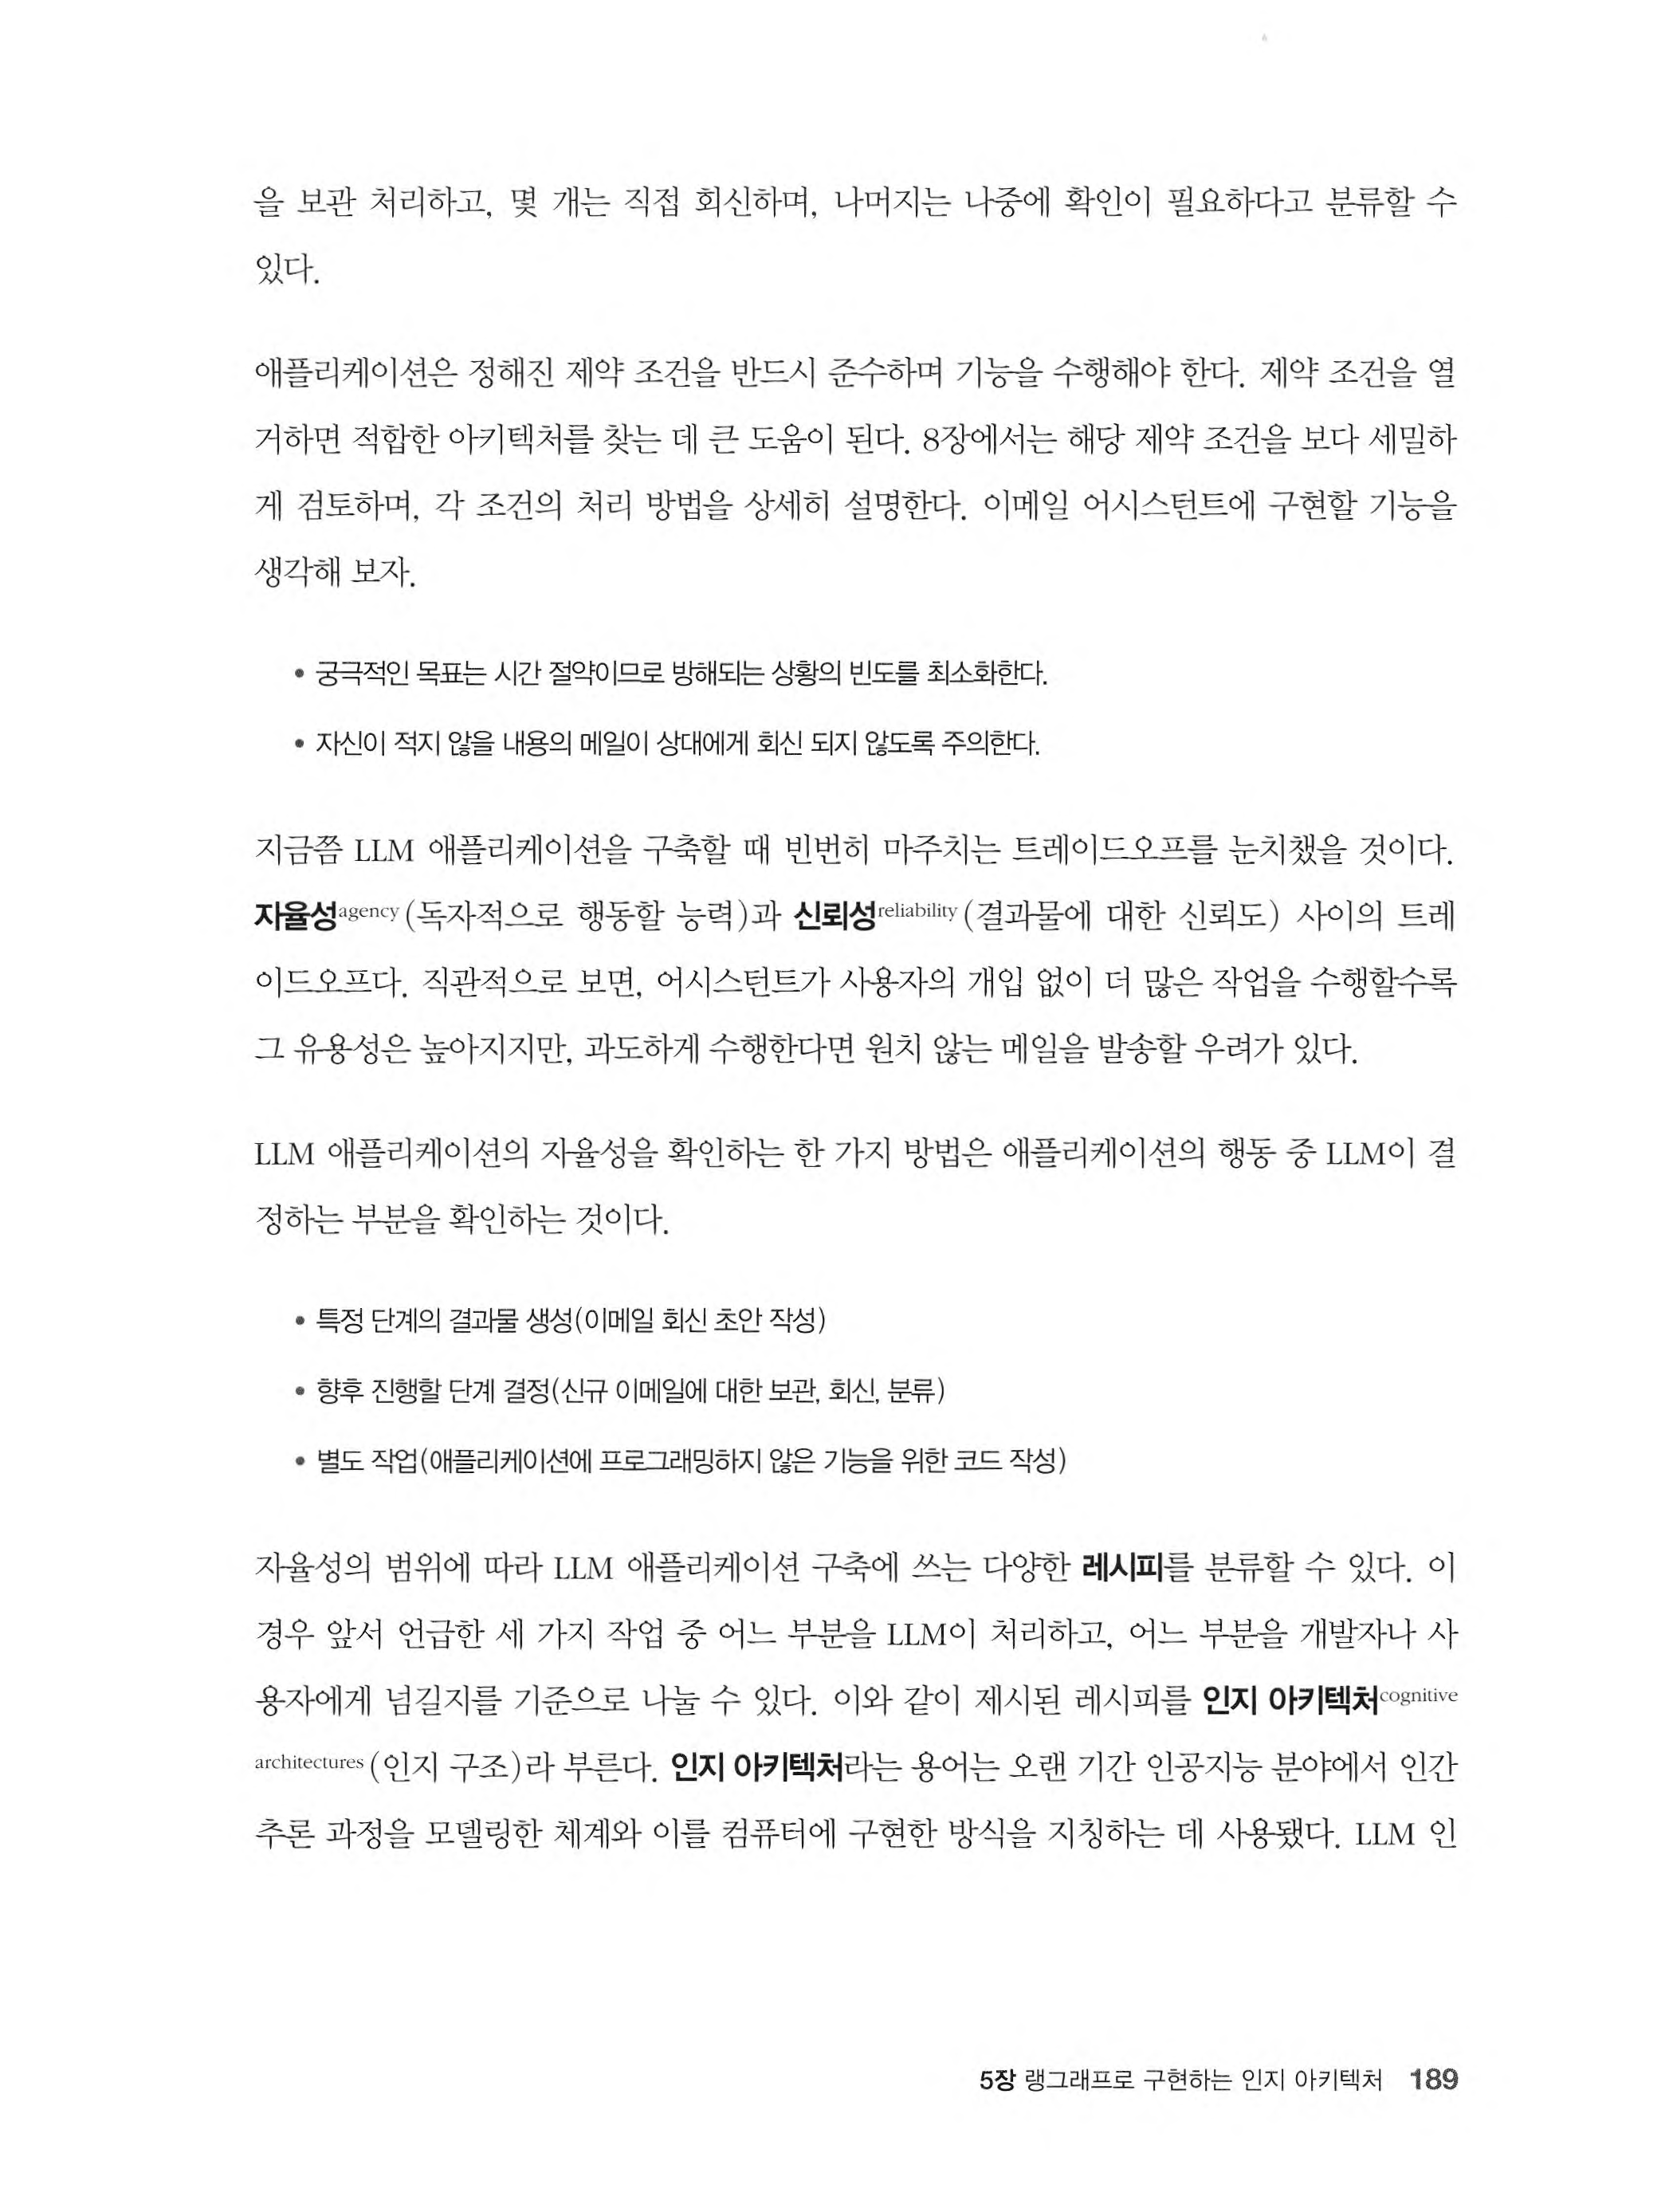 을 보관 처리하고, 몇 개는 직접 회신하며, 나머지는 나중에 확인이 필요하다고 분류할 수
있다.
애플리케이션은 정해진 제약 조건을 반드시 준수하며 기능을 수행해야 한다. 제약 조건을 열
거하면 적합한 아키텍처를 찾는 데 큰 도움이 된다. 8장에서는 해당 제약 조건을 보다 세밀하
게 검토하며, 각 조건의 처리 방법을 상세히 설명한다. 이메일 어시스턴트에 구현할 기능을
생각해 보자.
• 궁극적인 목표는 시간 절약이므로 방해되는 상황의 빈도를 최소화한다.
• 자신이 적지 않을 내용의 메일이 상대에게 회신 되지 않도록 주의한다.
지금쯤 LLM 애플리케이션을 구축할 때 빈번히 마주치는 트레이드오프를 눈치챘을 것이다.
자율성agency(독자적으로 행동할 능력)과 신뢰성reliability(결과물에 대한 신뢰도) 사이의 트레
이드오프다. 직관적으로 보면, 어시스턴트가 사용자의 개입 없이 더 많은 작업을 수행할수록
그 유용성은 높아지지만, 과도하게 수행한다면 원치 않는 메일을 발송할 우려가 있다.
LLM 애플리케이션의 자율성을 확인하는 한 가지 방법은 애플리케이션의 행동 중 LLM이 결
정하는 부분을 확인하는 것이다.
• 특정 단계의 결과물 생성(이메일 회신 초안 작성)
• 향후 진행할 단계 결정(신규 이메일에 대한 보관, 회신, 분류)
• 별도 작업(애플리케이션에 프로그래밍하지 않은 기능을 위한 코드 작성)
자율성의 범위에 따라 LLM 애플리케이션 구축에 쓰는 다양한 레시피를 분류할 수 있다. 이
경우 앞서 언급한 세 가지 작업 중 어느 부분을 LLM이 처리하고, 어느 부분을 개발자나 사
용자에게 넘길지를 기준으로 나눌 수 있다. 이와 같이 제시된 레시피를 인지 아키텍처cognitive
architectures(인지 구조)라 부른다. 인지 아키텍처라는 용어는 오랜 기간 인공지능 분야에서 인간
추론 과정을 모델링한 체계와 이를 컴퓨터에 구현한 방식을 지칭하는 데 사용됐다. LLM 인
5장 랭그래프로 구현하는 인지 아키텍처 189